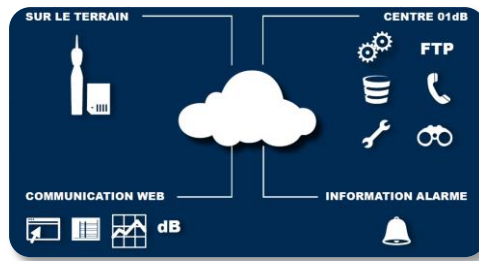 SUR LE TERRAIN
CENTRE 01dB
FTP
COMMUNICATION WEB
INFORMATION ALARME
dB